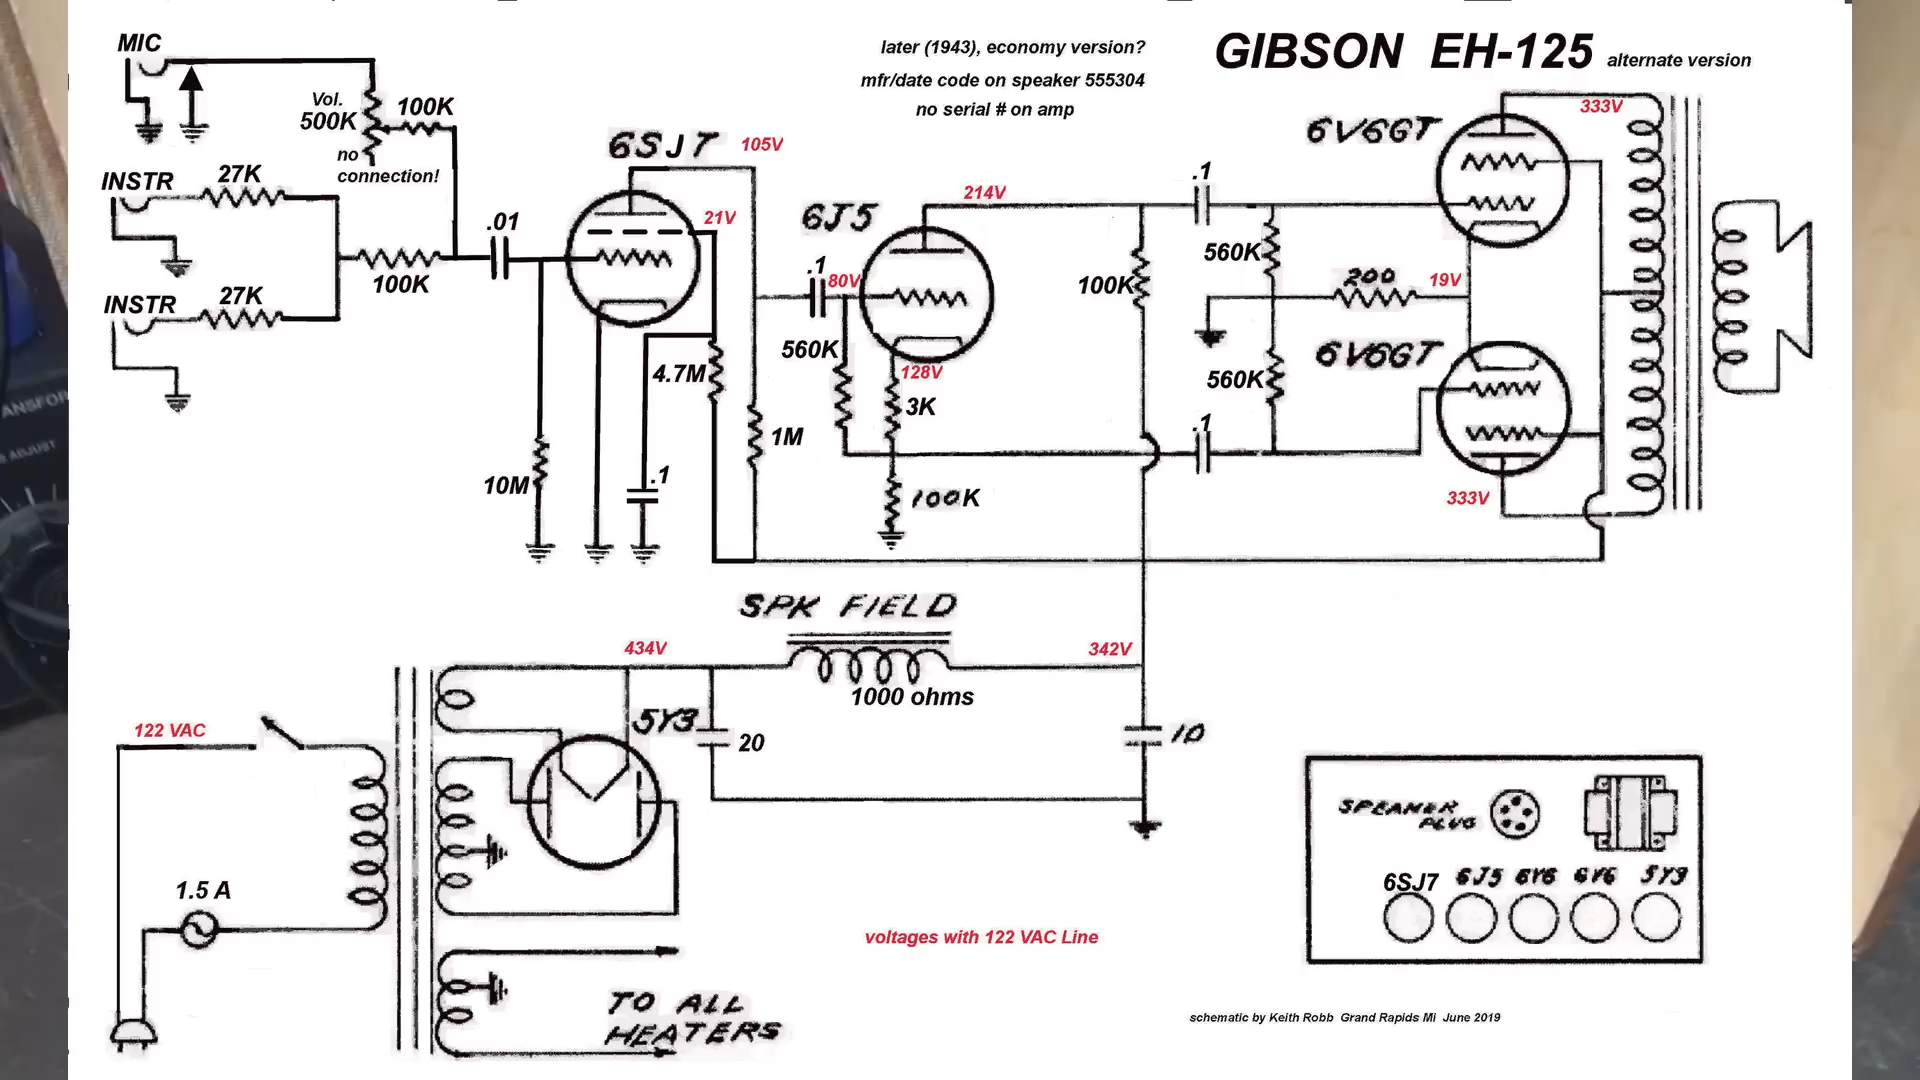 later (1943), economy version?
mfr/date code on speaker 555304
no serial # on amp
GIBSON EH-125 alternate version
MIC
Vol.
500K
100K
no
connection!
INSTR
27K
INSTR
27K
100K
.01
10M
6SJ7
105V
21V
4.7M
.1
1M
6J5
.1
80V
560K
128V
3K
100K
214V
100K
.1
560K
200
19V
560K
.1
6V6GT
333V
6V6GT
333V
SPK FIELD
434V
342V
1000 ohms
5Y3
20
10
122 VAC
1.5 A
TO ALL
HEATERS
voltages with 122 VAC Line
SPEAKER
PLUG
6SJ7 6J5 6V6 6V6 5Y3
schematic by Keith Robb Grand Rapids Mi June 2019
ANSFOR
ADJUST